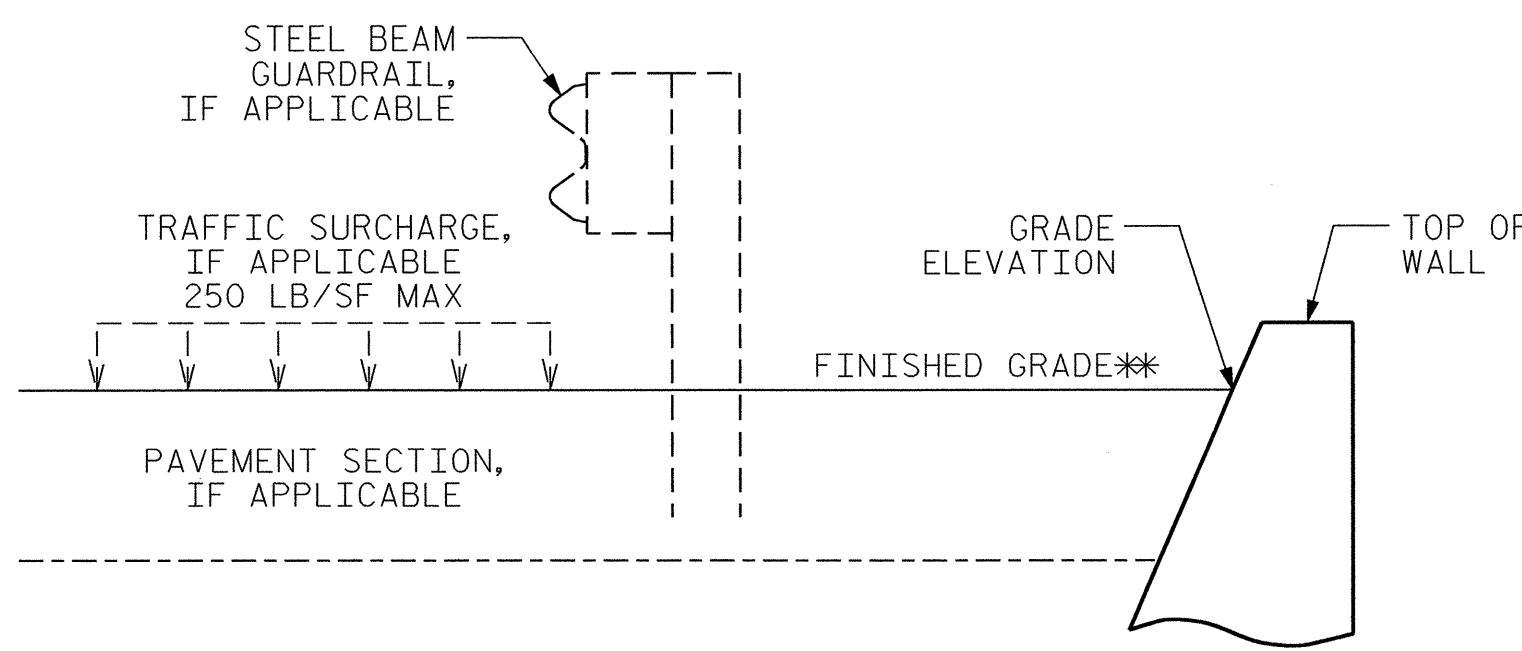 STEEL BEAM
GUARDRAIL,
IF APPLICABLE
TRAFFIC SURCHARGE,
IF APPLICABLE
250 LB/SF MAX
GRADE
ELEVATION
TOP OF
WALL
FINISHED GRADE**
PAVEMENT SECTION,
IF APPLICABLE